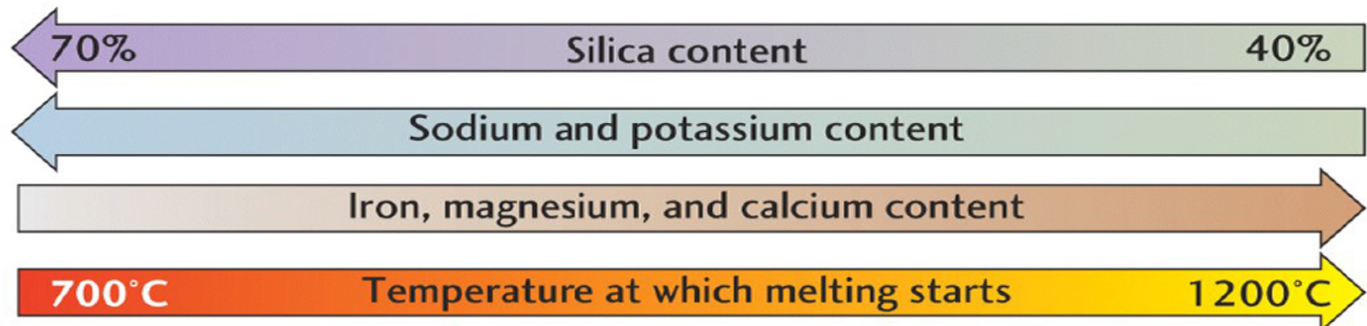 70% Silica content 40%
Sodium and potassium content
Iron, magnesium, and calcium content
700°C Temperature at which melting starts 1200°C